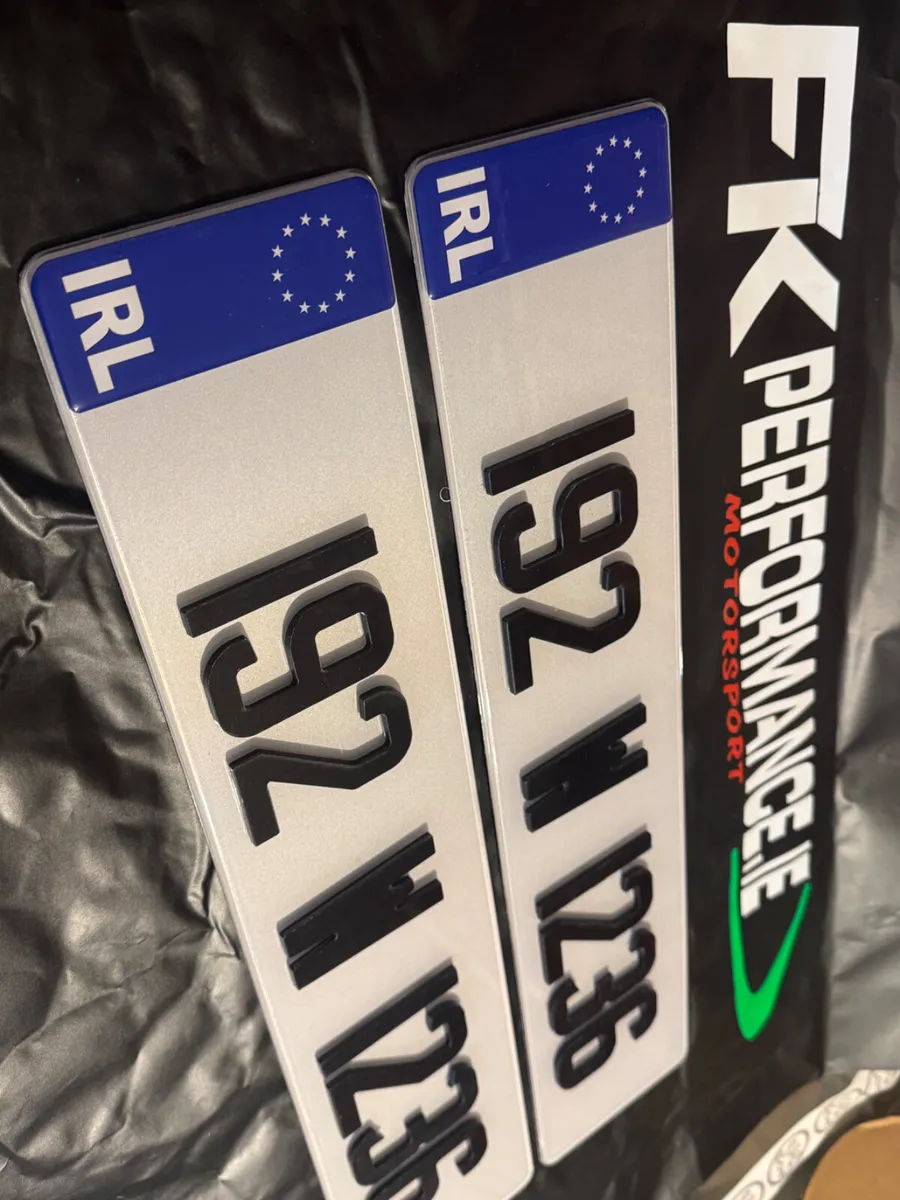 IRL
192 W 1236
IRL
192 W 1236
FK PERFORMANCE.IE
MOTORSPORT